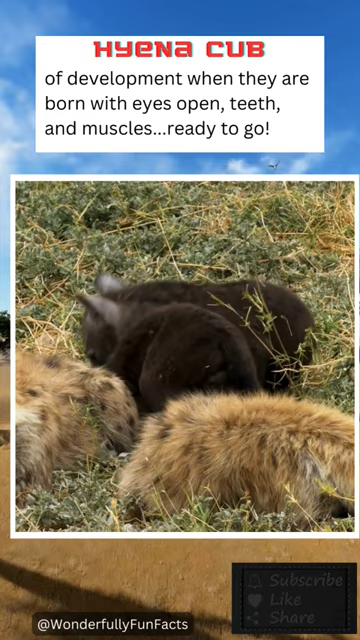 Hyena Cub
of development when they are
born with eyes open, teeth,
and muscles...ready to go!
Subscribe
Like
Share
@WonderfullyFunFacts